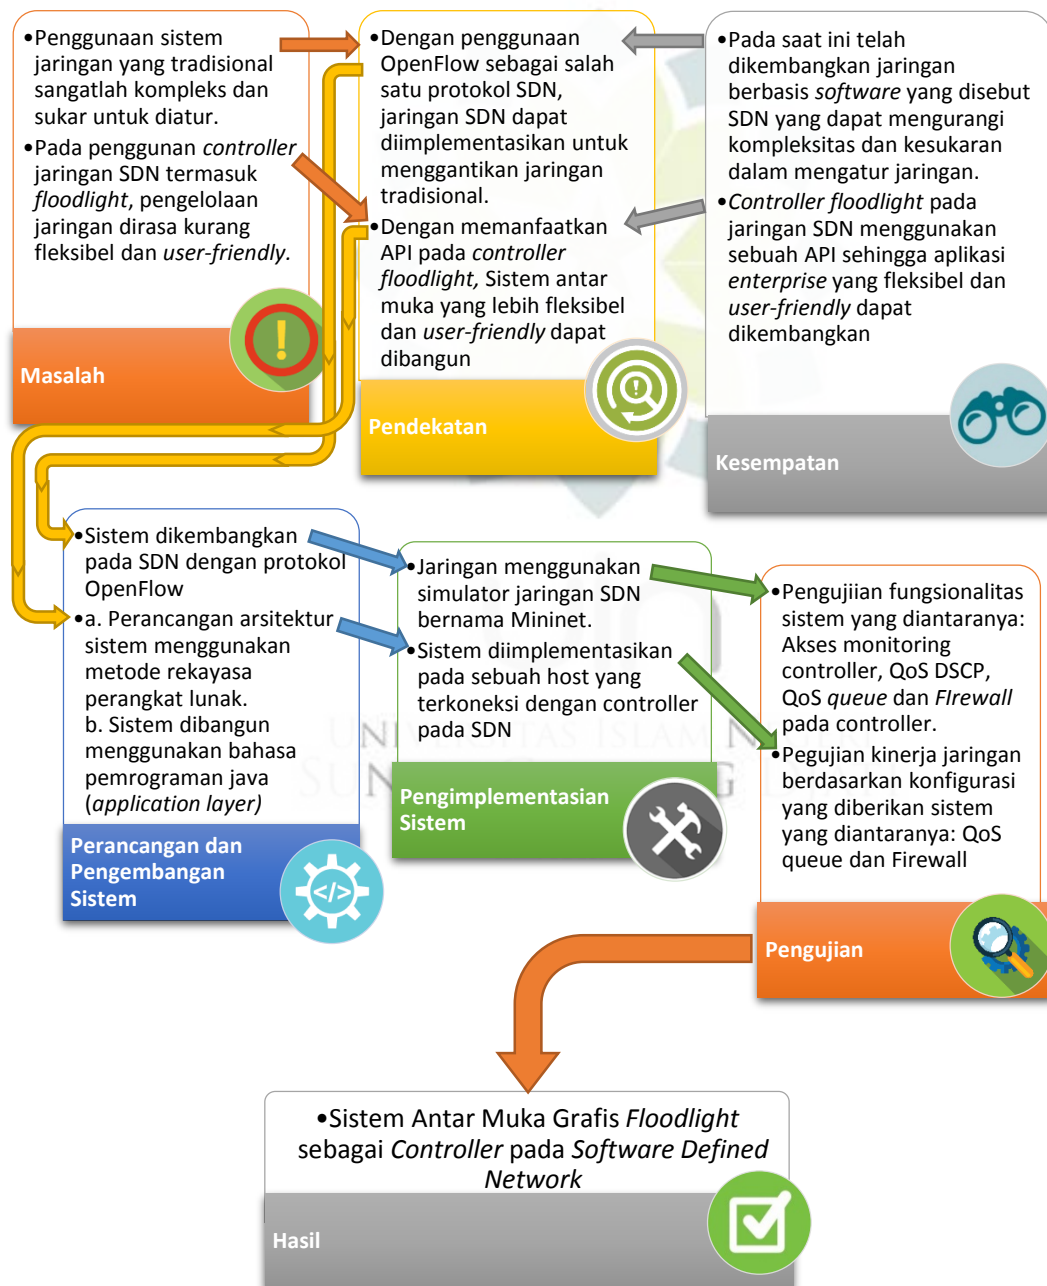 •Penggunaan sistem
jaringan yang tradisional
sangatlah kompleks dan
sukar untuk diatur.
•Pada penggunan controller
jaringan SDN termasuk
floodlight, pengelolaan
jaringan dirasa kurang
fleksibel dan user-friendly.
Masalah
•Dengan penggunaan
OpenFlow sebagai salah
satu protokol SDN,
jaringan SDN dapat
diimplementasikan untuk
menggantikan jaringan
tradisional.
•Dengan memanfaatkan
API pada controller
floodlight, Sistem antar
muka yang lebih fleksibel
dan user-friendly dapat
dibangun
Pendekatan
•Pada saat ini telah
dikembangkan jaringan
berbasis software yang disebut
SDN yang dapat mengurangi
kompleksitas dan kesukaran
dalam mengatur jaringan.
•Controller floodlight pada
jaringan SDN menggunakan
sebuah API sehingga aplikasi
enterprise yang fleksibel dan
user-friendly dapat
dikembangkan
Kesempatan
•Sistem dikembangkan
pada SDN dengan protokol
OpenFlow
•a. Perancangan arsitektur
sistem menggunakan
metode rekayasa
perangkat lunak.
b. Sistem dibangun
menggunakan bahasa
pemrograman java
(application layer)
Perancangan dan
Pengembangan
Sistem
</>
•Jaringan menggunakan
simulator jaringan SDN
bernama Mininet.
•Sistem diimplementasikan
pada sebuah host yang
terkoneksi dengan controller
pada SDN
Pengimplementasian
Sistem
•Pengujiian fungsionalitas
sistem yang diantaranya:
Akses monitoring
controller, QoS DSCP,
QoS queue dan FIrewall
pada controller.
•Pegujian kinerja jaringan
berdasarkan konfigurasi
yang diberikan sistem
yang diantaranya: QoS
queue dan Firewall
Pengujian
•Sistem Antar Muka Grafis Floodlight
sebagai Controller pada Software Defined
Network
Hasil